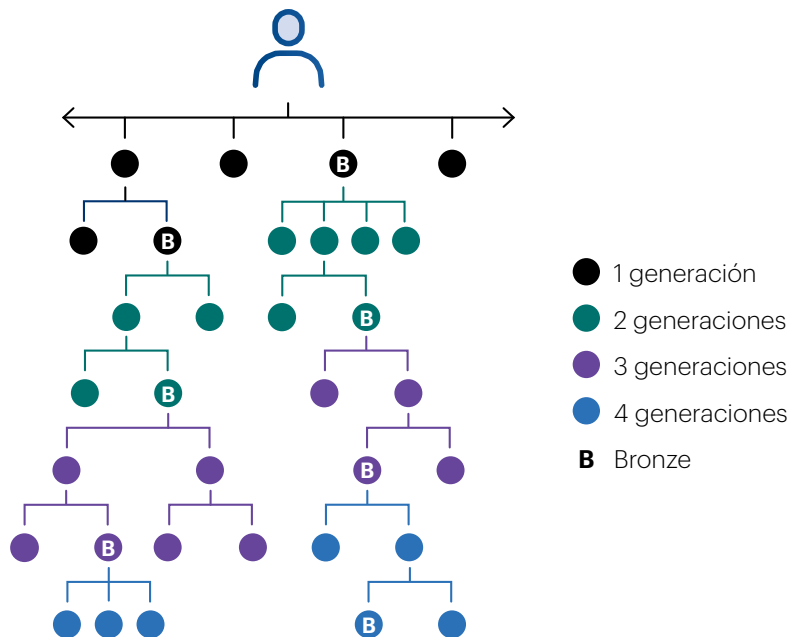 B
B
B
B
B
B
B
1 generación
2 generaciones
3 generaciones
4 generaciones
B Bronze